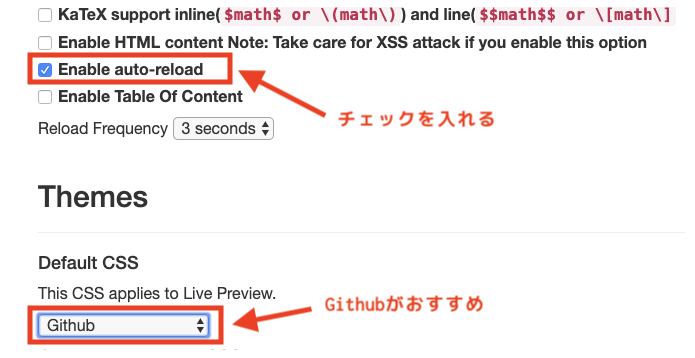 KaTeX support inline( $math$ or \(math\) ) and line( $$math$$ or \[math\]
Enable HTML content Note: Take care for XSS attack if you enable this option
Enable auto-reload
Enable Table Of Content
チェックを入れる
Reload Frequency 3 seconds
Themes
Default CSS
This CSS applies to Live Preview.
Githubがおすすめ
Github